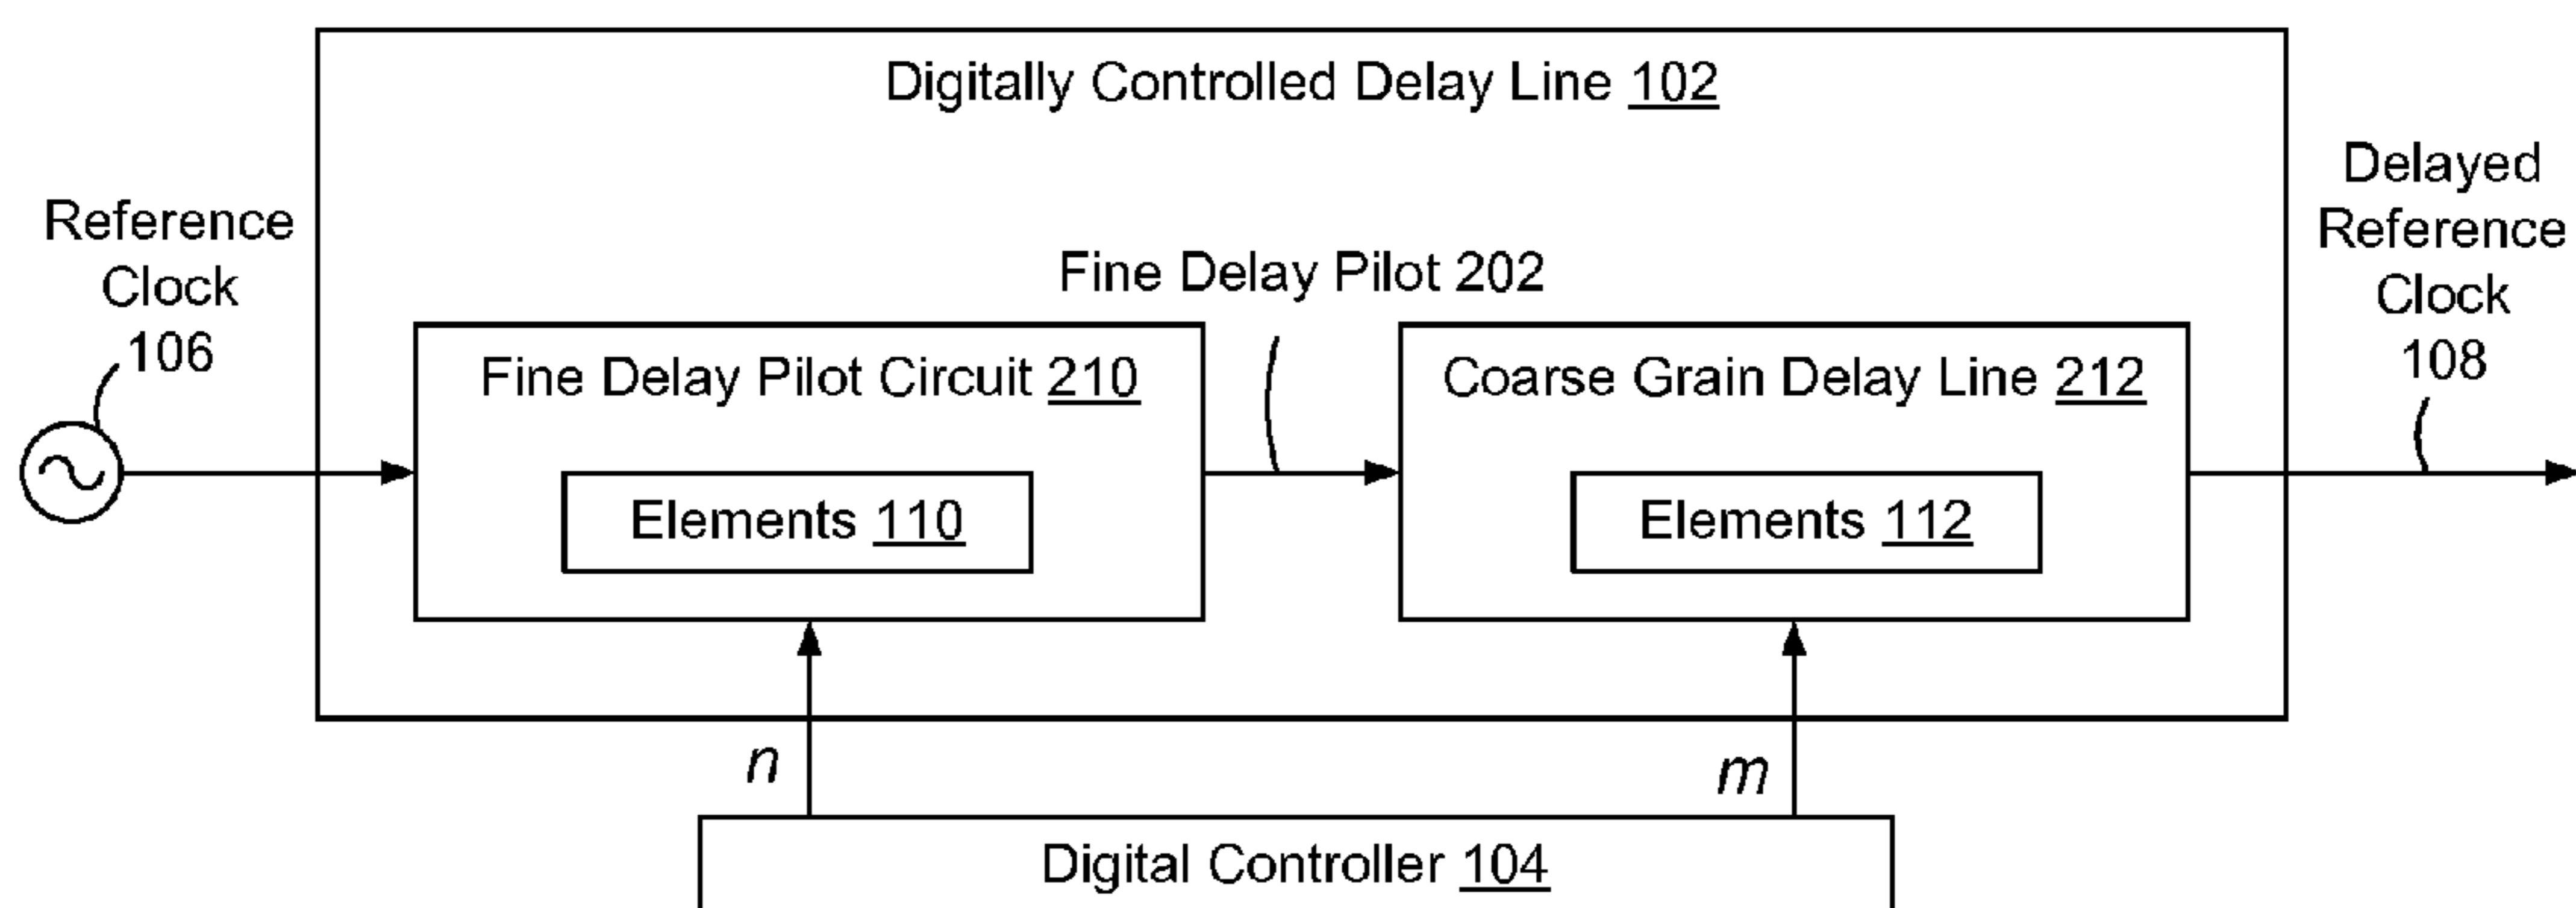 Digitally Controlled Delay Line 102
Reference
Clock
106
Fine Delay Pilot 202
Delayed
Reference
Clock
108
Fine Delay Pilot Circuit 210
Elements 110
Coarse Grain Delay Line 212
Elements 112
n
m
Digital Controller 104